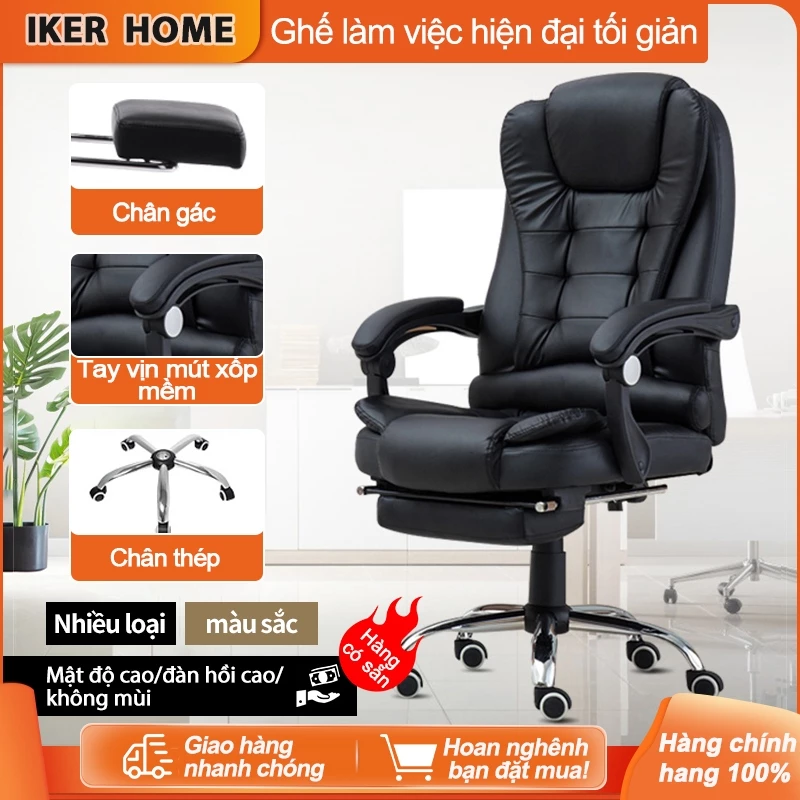 IKER HOME
Ghế làm việc hiện đại tối giản
Chân gác
Tay vịn mút xốp
mềm
Chân thép
Nhiều loại
màu sắc
Hàng
có sẵn
Mật độ cao/đàn hồi cao/
không mùi
Giao hàng
nhanh chóng
Hoan nghênh
bạn đặt mua!
Hàng chính
hang 100%